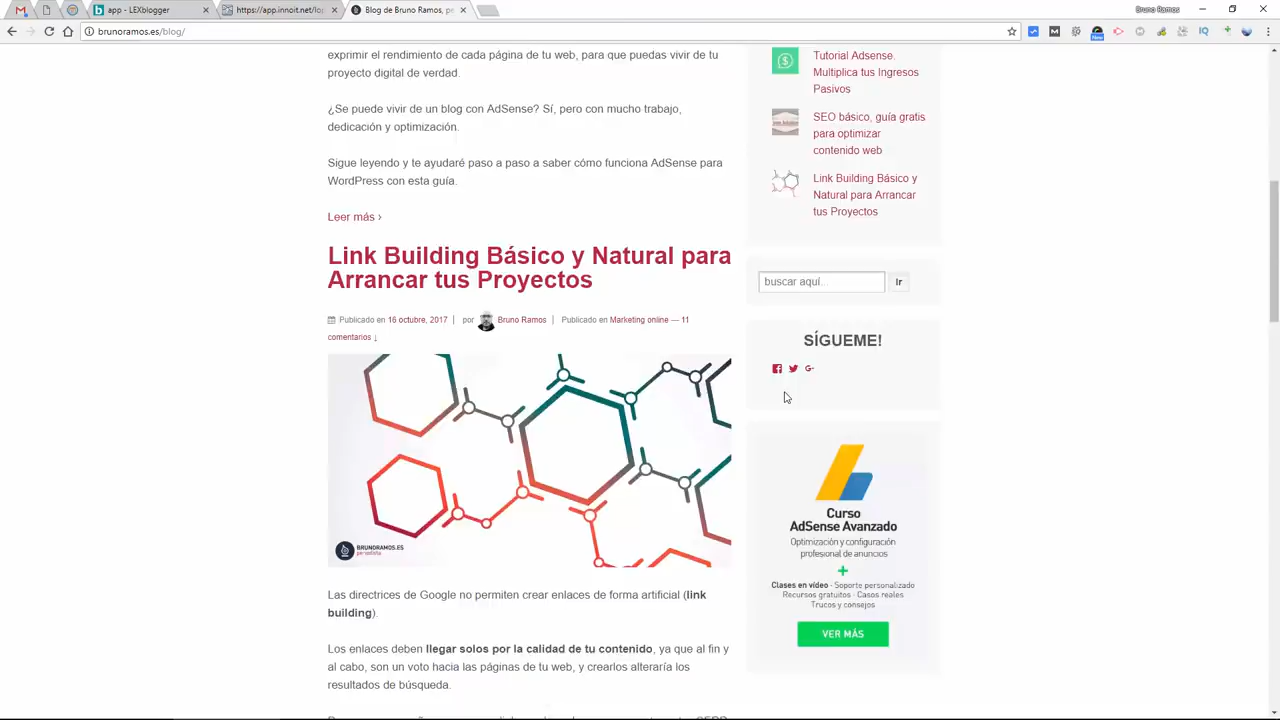 app - LEXblogger
https://app.innoit.net/lo
Blog de Bruno Ramos, pe
Bruno Ramos
brunoramos.es/blog/
New
exprimir el rendimiento de cada página de tu web, para que puedas vivir de tu
proyecto digital de verdad.
¿Se puede vivir de un blog con AdSense? Sí, pero con mucho trabajo,
dedicación y optimización.
Sigue leyendo y te ayudaré paso a paso a saber cómo funciona AdSense para
WordPress con esta guía.
Leer más ›
Link Building Básico y Natural para
Arrancar tus Proyectos
Publicado en 16 octubre, 2017 | por Bruno Ramos | Publicado en Marketing online — 11
comentarios ↓
BRUNORAMOS.ES
periodista
Las directrices de Google no permiten crear enlaces de forma artificial (link
building).
Los enlaces deben llegar solos por la calidad de tu contenido, ya que al fin y
al cabo, son un voto hacia las páginas de tu web, y crearlos alteraría los
resultados de búsqueda.
Tutorial Adsense.
Multiplica tus Ingresos
Pasivos
SEO básico, guía gratis
para optimizar
contenido web
Link Building Básico y
Natural para Arrancar
tus Proyectos
buscar aquí...
Ir
SÍGUEME!
Curso
AdSense Avanzado
Optimización y configuración
profesional de anuncios
+
Clases en vídeo · Soporte personalizado
Recursos gratuitos · Casos reales
Trucos y consejos
VER MÁS